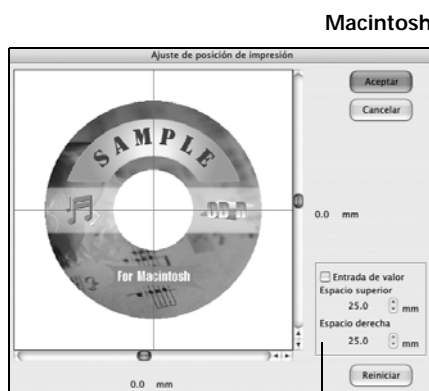 Macintosh
Ajuste de posición de impresión
Aceptar
Cancelar
SAMPLE
CD-R
For Macintosh
0.0 mm
Entrada de valor
Espacio superior
25.0 mm
Espacio derecha
25.0 mm
Reiniciar
0.0 mm